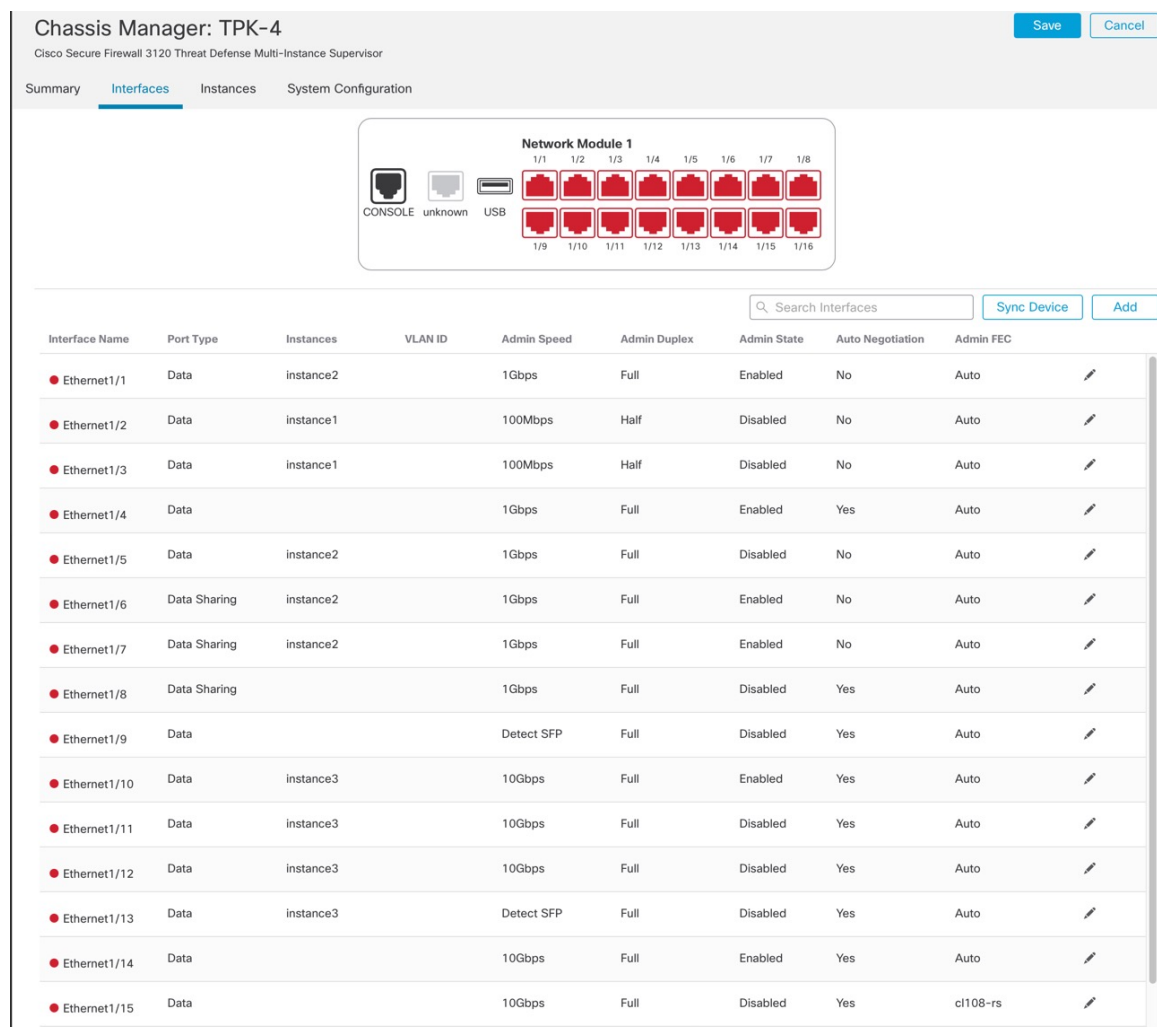 Chassis Manager: TPK-4
Save Cancel
Cisco Secure Firewall 3120 Threat Defense Multi-Instance Supervisor
Summary Interfaces Instances System Configuration
Network Module 1
1/1 1/2 1/3 1/4 1/5 1/6 1/7 1/8
CONSOLE unknown USB
1/9 1/10 1/11 1/12 1/13 1/14 1/15 1/16
Search Interfaces Sync Device Add
Interface Name Port Type Instances VLAN ID Admin Speed Admin Duplex Admin State Auto Negotiation Admin FEC
Ethernet1/1 Data instance2 1Gbps Full Enabled No Auto
Ethernet1/2 Data instance1 100Mbps Half Disabled No Auto
Ethernet1/3 Data instance1 100Mbps Half Disabled No Auto
Ethernet1/4 Data 1Gbps Full Enabled Yes Auto
Ethernet1/5 Data instance2 1Gbps Full Disabled No Auto
Ethernet1/6 Data Sharing instance2 1Gbps Full Enabled No Auto
Ethernet1/7 Data Sharing instance2 1Gbps Full Enabled No Auto
Ethernet1/8 Data Sharing 1Gbps Full Disabled Yes Auto
Ethernet1/9 Data Detect SFP Full Disabled Yes Auto
Ethernet1/10 Data instance3 10Gbps Full Enabled Yes Auto
Ethernet1/11 Data instance3 10Gbps Full Disabled Yes Auto
Ethernet1/12 Data instance3 10Gbps Full Disabled Yes Auto
Ethernet1/13 Data instance3 Detect SFP Full Disabled Yes Auto
Ethernet1/14 Data 10Gbps Full Enabled Yes Auto
Ethernet1/15 Data 10Gbps Full Disabled Yes cl108-rs